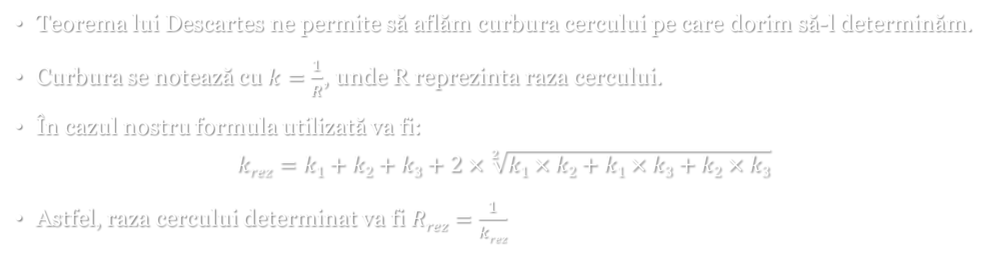 • Teorema lui Descartes ne permite să aflăm curbura cercului pe care dorim să-l determinăm.
• Curbura se notează cu $k = \frac{1}{R}$, unde R reprezinta raza cercului.
• În cazul nostru formula utilizată va fi:
$k_{rez} = k_1 + k_2 + k_3 + 2 \times \sqrt[2]{k_1 \times k_2 + k_1 \times k_3 + k_2 \times k_3}$
• Astfel, raza cercului determinat va fi $R_{rez} = \frac{1}{k_{rez}}$